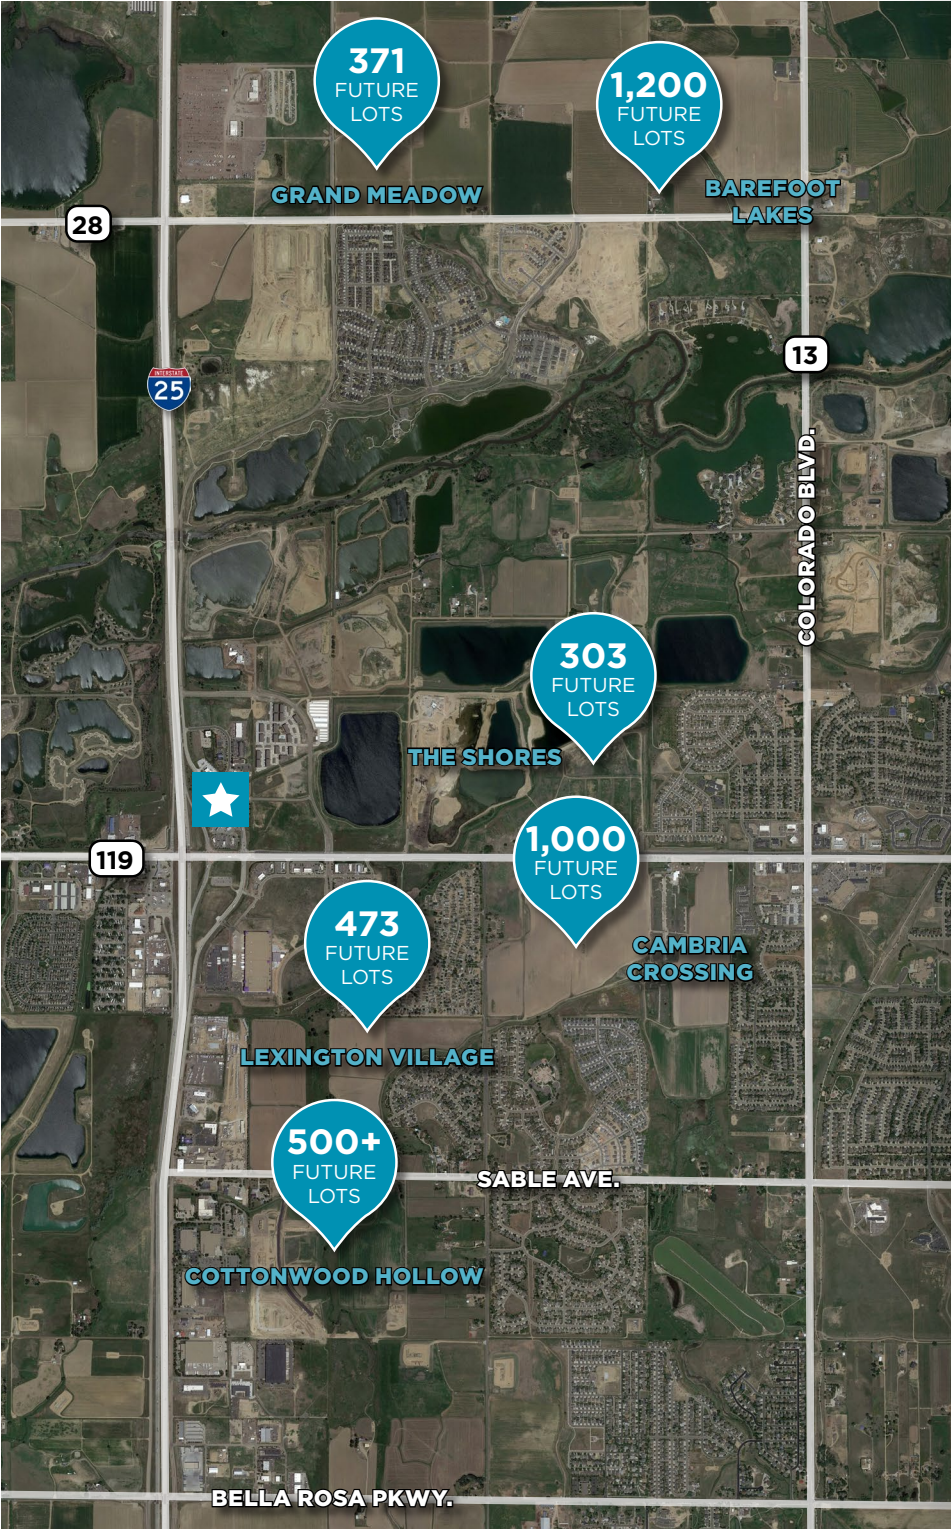 371
FUTURE
LOTS
1,200
FUTURE
LOTS
GRAND MEADOW
BAREFOOT
LAKES
28
13
INTERSTATE
25
COLORADO BLVD.
303
FUTURE
LOTS
THE SHORES
1,000
FUTURE
LOTS
119
473
FUTURE
LOTS
CAMBRIA
CROSSING
LEXINGTON VILLAGE
500+
FUTURE
LOTS
SABLE AVE.
COTTONWOOD HOLLOW
BELLA ROSA PKWY.